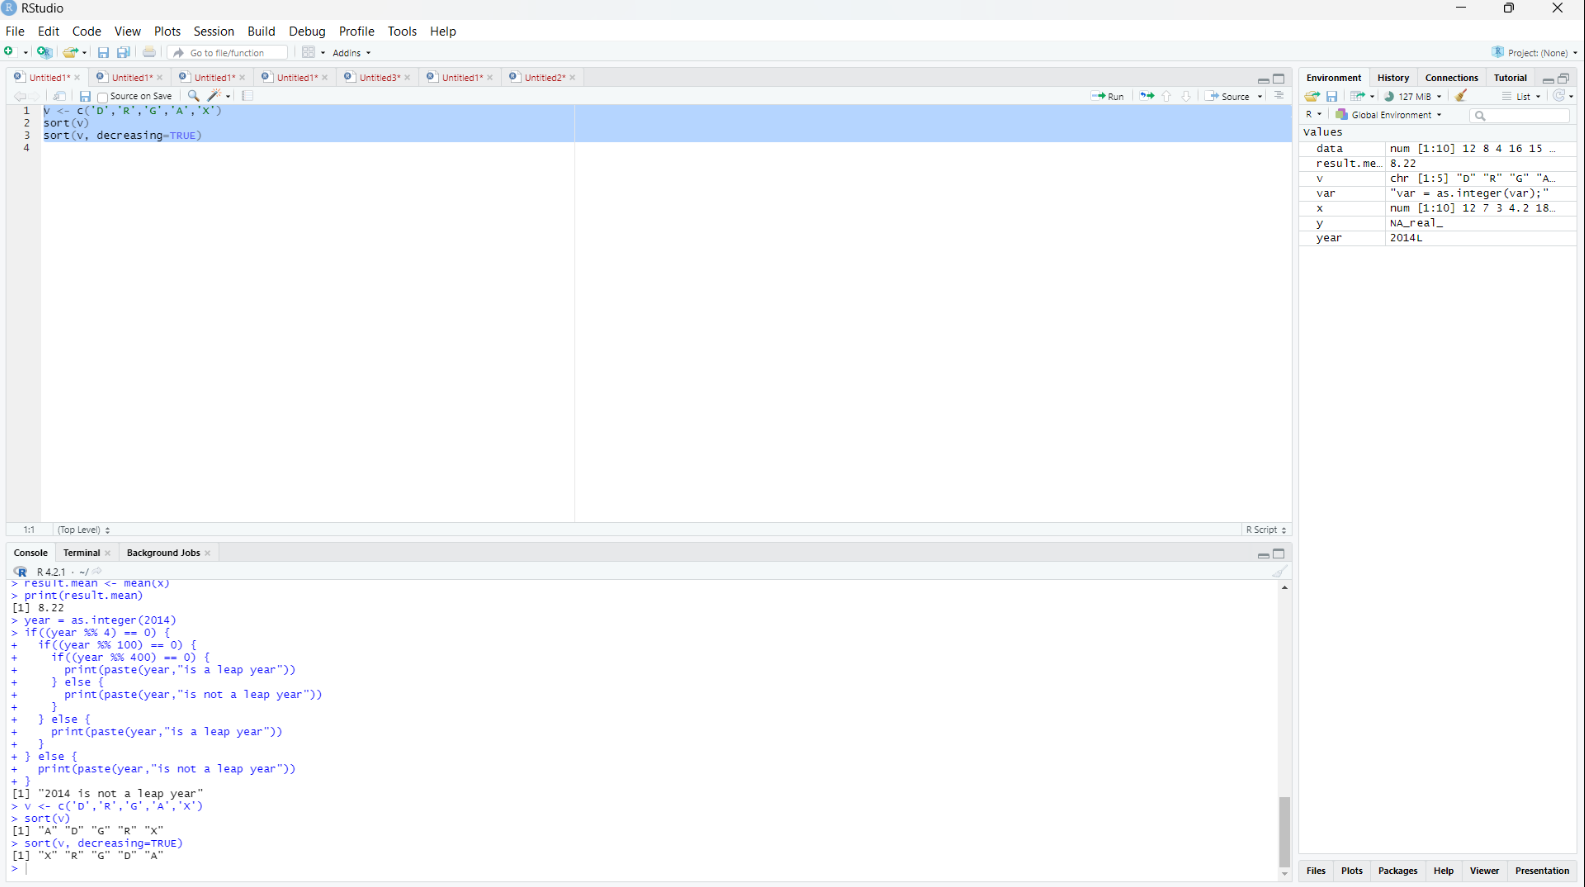 RStudio
File Edit Code View Plots Session Build Debug Profile Tools Help
Go to file/function Addins Project: (None)
Untitled1* Untitled1* Untitled1* Untitled1* Untitled3* Untitled1* Untitled2*
Source on Save Run Source
1 v <- c('D','R','G','A','X')
2 sort(v)
3 sort(v, decreasing=TRUE)
4
1:1 (Top Level) R Script
Console Terminal Background Jobs
R 4.2.1 · ~/
> result.mean <- mean(x)
> print(result.mean)
[1] 8.22
> year = as.integer(2014)
> if((year %% 4) == 0) {
+ if((year %% 100) == 0) {
+ if((year %% 400) == 0) {
+ print(paste(year,"is a leap year"))
+ } else {
+ print(paste(year,"is not a leap year"))
+ }
+ } else {
+ print(paste(year,"is a leap year"))
+ }
+ } else {
+ print(paste(year,"is not a leap year"))
+ }
[1] "2014 is not a leap year"
> v <- c('D','R','G','A','X')
> sort(v)
[1] "A" "D" "G" "R" "X"
> sort(v, decreasing=TRUE)
[1] "X" "R" "G" "D" "A"
>
Environment History Connections Tutorial
127 MiB List
R Global Environment
Values
data num [1:10] 12 8 4 16 15 ...
result.me... 8.22
v chr [1:5] "D" "R" "G" "A...
var "var = as.integer(var);"
x num [1:10] 12 7 3 4.2 18...
y NA_real_
year 2014L
Files Plots Packages Help Viewer Presentation